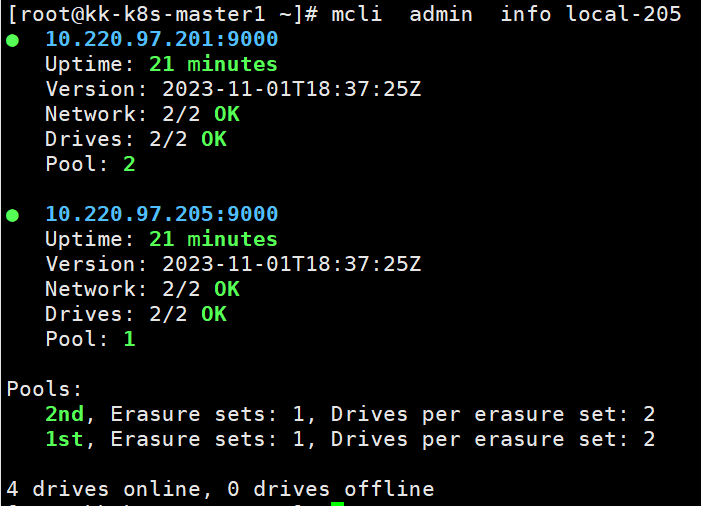 [root@kk-k8s-master1 ~]# mcli  admin  info local-205
● 10.220.97.201:9000
Uptime: 21 minutes
Version: 2023-11-01T18:37:25Z
Network: 2/2 OK
Drives: 2/2 OK
Pool: 2
● 10.220.97.205:9000
Uptime: 21 minutes
Version: 2023-11-01T18:37:25Z
Network: 2/2 OK
Drives: 2/2 OK
Pool: 1
Pools:
2nd, Erasure sets: 1, Drives per erasure set: 2
1st, Erasure sets: 1, Drives per erasure set: 2
4 drives online, 0 drives offline